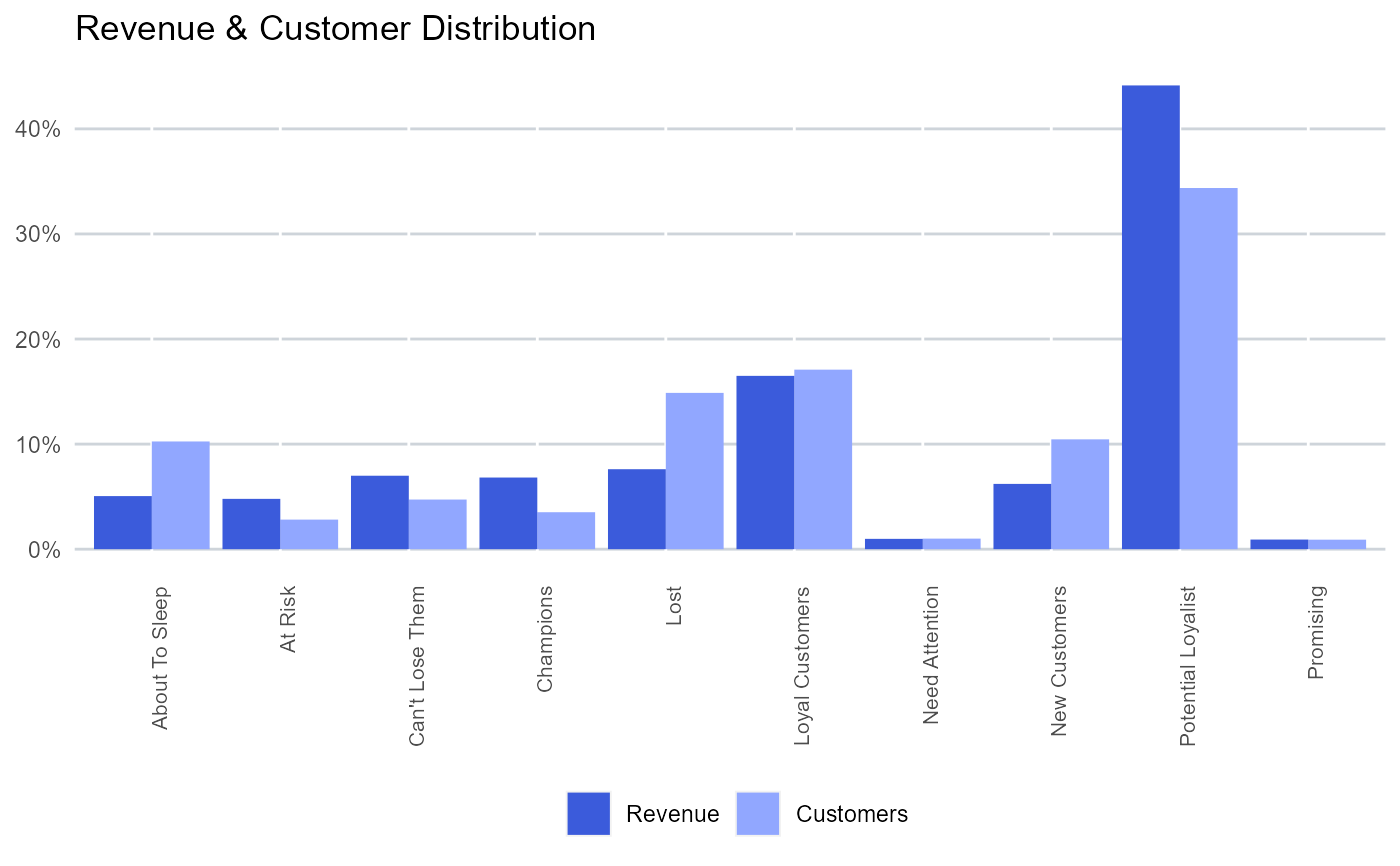 Revenue & Customer Distribution
40%
30%
20%
10%
0%
About To Sleep
At Risk
Can't Lose Them
Champions
Lost
Loyal Customers
Need Attention
New Customers
Potential Loyalist
Promising
Revenue
Customers